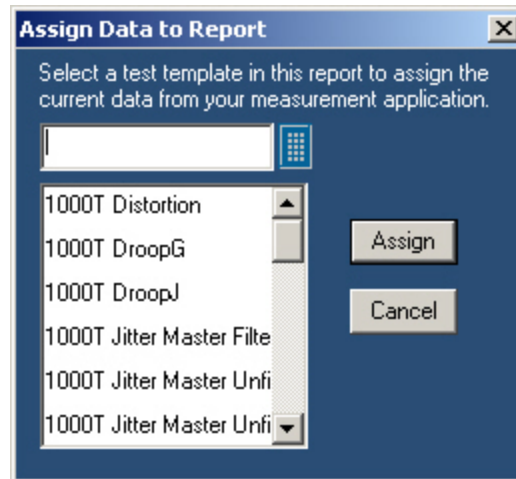 Assign Data to Report
Select a test template in this report to assign the
current data from your measurement application.
1000T Distortion
1000T DroopG
1000T DroopJ
1000T Jitter Master Filte
1000T Jitter Master Unfi
1000T Jitter Master Unfi
Assign
Cancel